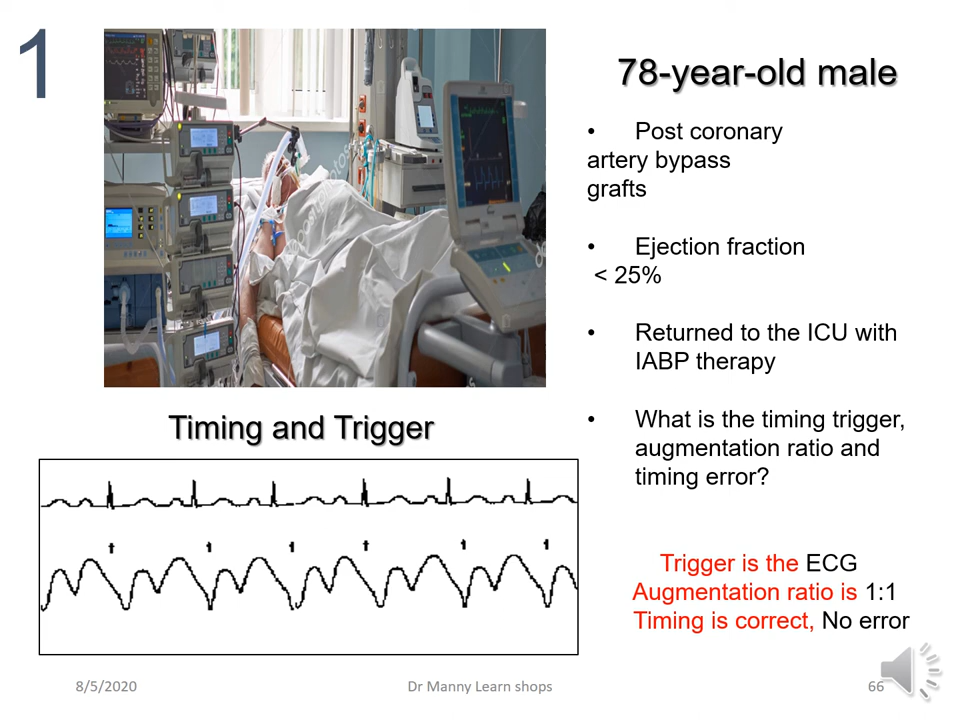 1
78-year-old male
• Post coronary
artery bypass
grafts
• Ejection fraction
< 25%
• Returned to the ICU with
IABP therapy
• What is the timing trigger,
augmentation ratio and
timing error?
Timing and Trigger
Trigger is the ECG
Augmentation ratio is 1:1
Timing is correct, No error
8/5/2020
Dr Manny Learn shops
66